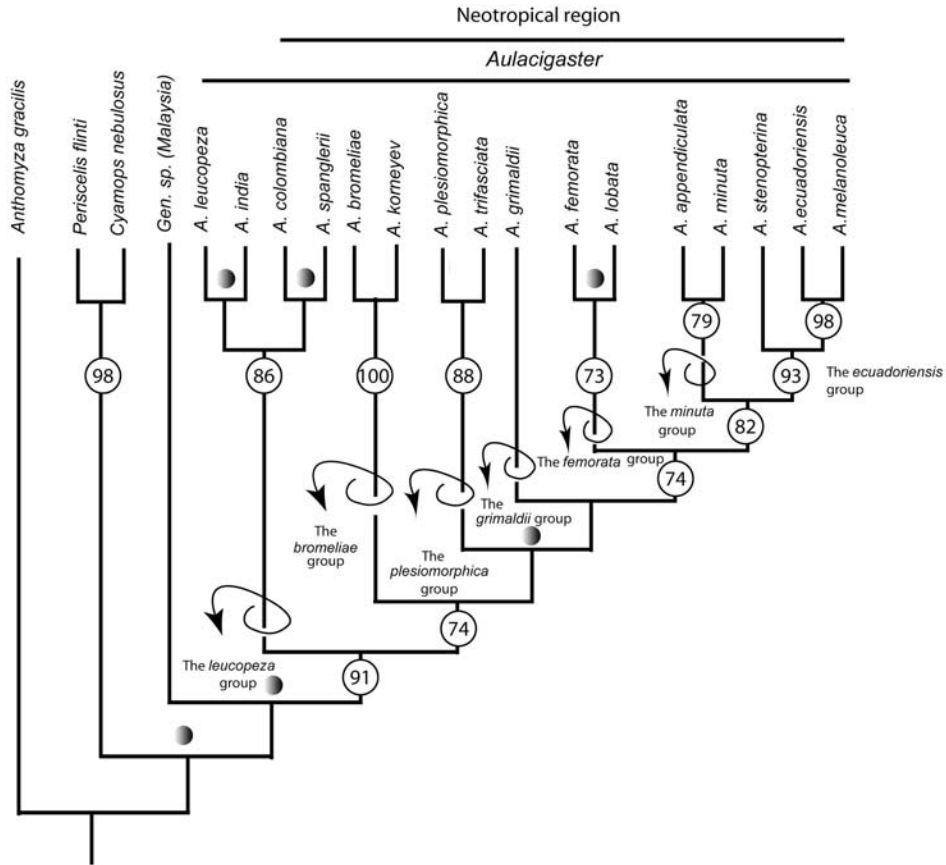 Neotropical region
Aulacigaster
Anthomyza gracilis
Periscelis flinti
Cyamops nebulosus
Gen. sp. (Malaysia)
A. leucopeza
A. india
A. colombiana
A. spanglerii
A. bromeliae
A. korneyev
A. plesiomorphica
A. trifasciata
A. grimaldii
A. femorata
A. lobata
A. appendiculata
A. minuta
A. stenopterina
A.ecuadoriensis
A.melanoleuca
79
98
98
86
100
88
73
93
The ecuadoriensis
group
The minuta
group
82
The femorata group
74
The
grimaldii group
The
bromeliae
group
The
plesiomorphica
group
74
The leucopeza
group
91